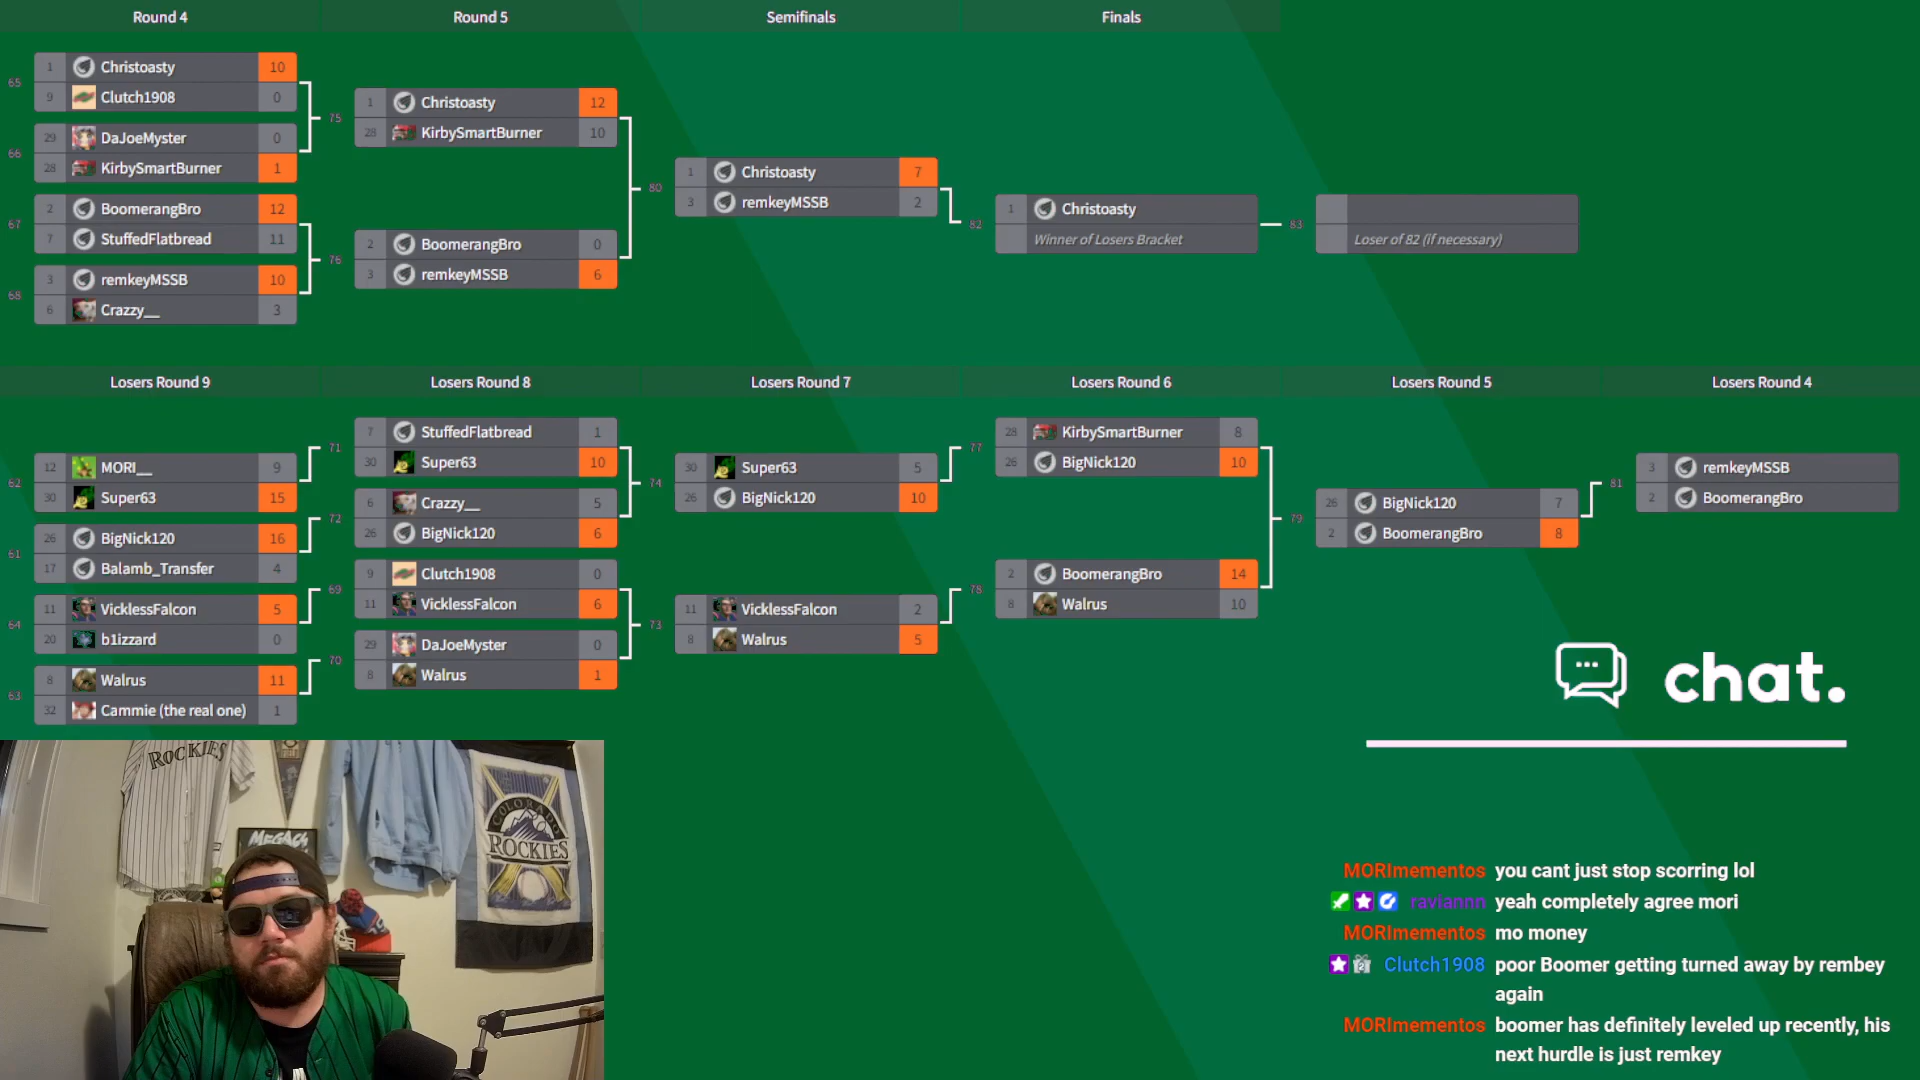 Round 4
Round 5
Semifinals
Finals
65
1 Christoasty 10
9 Clutch1908 0
66
29 DaJoeMyster 0
28 KirbySmartBurner 1
67
2 BoomerangBro 12
7 StuffedFlatbread 11
68
3 remkeyMSSB 10
6 Crazzy__ 3
75
1 Christoasty 12
28 KirbySmartBurner 10
76
2 BoomerangBro 0
3 remkeyMSSB 6
80
1 Christoasty 7
3 remkeyMSSB 2
82
1 Christoasty
Winner of Losers Bracket
83
Loser of 82 (if necessary)
Losers Round 9
Losers Round 8
Losers Round 7
Losers Round 6
Losers Round 5
Losers Round 4
62
12 MORI__ 9
30 Super63 15
61
26 BigNick120 16
17 Balamb_Transfer 4
64
11 VicklessFalcon 5
20 b1izzard 0
63
8 Walrus 11
32 Cammie (the real one) 1
71
7 StuffedFlatbread 1
30 Super63 10
72
6 Crazzy__ 5
26 BigNick120 6
69
9 Clutch1908 0
11 VicklessFalcon 6
70
29 DaJoeMyster 0
8 Walrus 1
74
30 Super63 5
26 BigNick120 10
73
11 VicklessFalcon 2
8 Walrus 5
77
28 KirbySmartBurner 8
26 BigNick120 10
78
2 BoomerangBro 14
8 Walrus 10
79
26 BigNick120 7
2 BoomerangBro 8
81
3 remkeyMSSB
2 BoomerangBro
chat.
MORImementos you cant just stop scorring lol
raviannn yeah completely agree mori
MORImementos mo money
Clutch1908 poor Boomer getting turned away by rembey
again
MORImementos boomer has definitely leveled up recently, his
next hurdle is just remkey
ROCKIES
COLORADO
ROCKIES